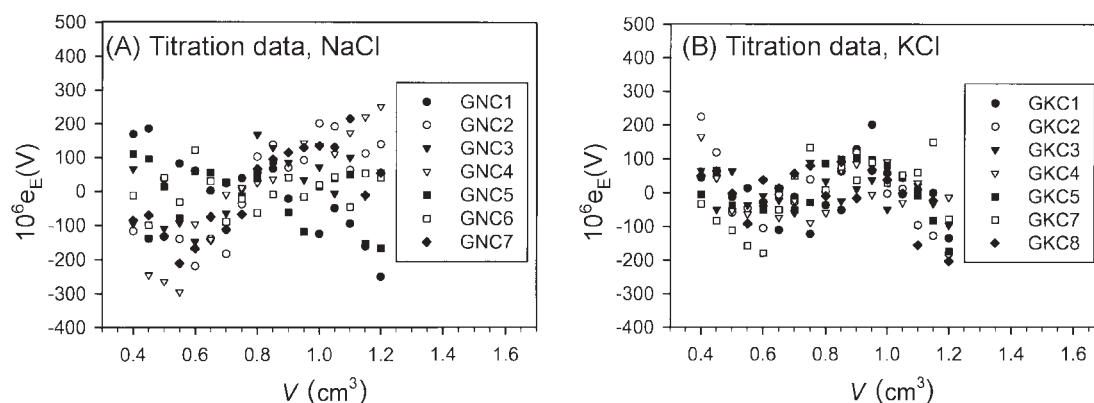 (A) Titration data, NaCl
500
400
300
200
100
0
-100
-200
-300
-400
10⁶e_E(V)
0.4 0.6 0.8 1.0 1.2 1.4 1.6
V (cm³)
GNC1
GNC2
GNC3
GNC4
GNC5
GNC6
GNC7
(B) Titration data, KCl
500
400
300
200
100
0
-100
-200
-300
-400
10⁶e_E(V)
0.4 0.6 0.8 1.0 1.2 1.4 1.6
V (cm³)
GKC1
GKC2
GKC3
GKC4
GKC5
GKC7
GKC8